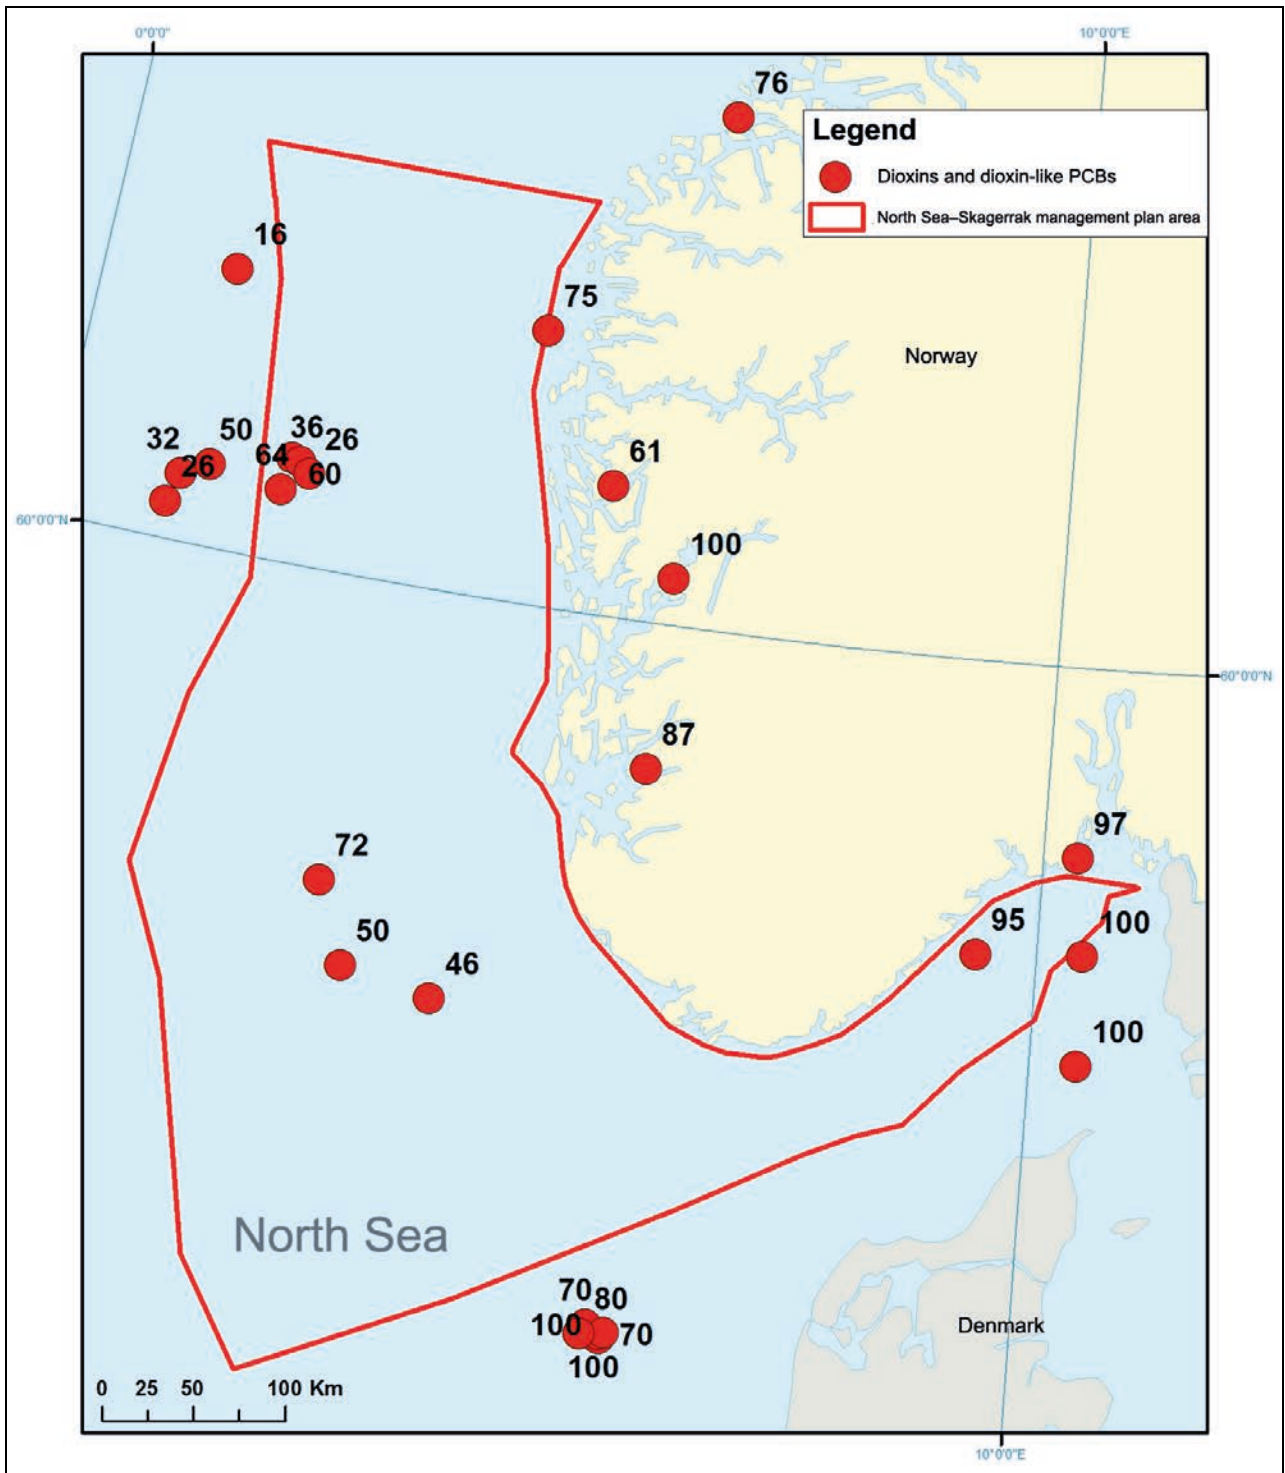 0°0'0"
10°0'0"E
76
Legend
Dioxins and dioxin-like PCBs
North Sea–Skagerrak management plan area
16
75
Norway
32
50
36
26
26
64
60
61
60°0'0"N
100
60°0'0"N
87
97
72
95
100
50
46
100
North Sea
70
80
100
70
Denmark
100
0 25 50 100 Km
10°0'0"E